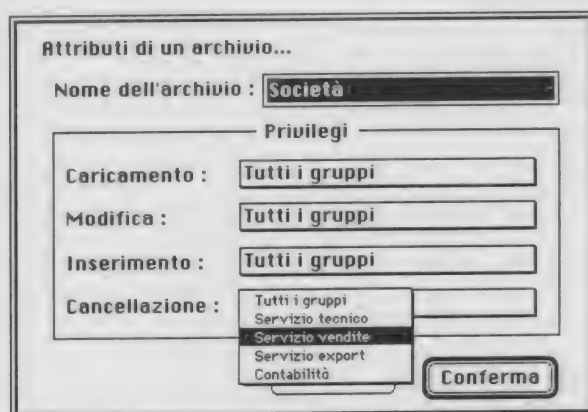 Attributi di un archivio...
Nome dell'archivio : Società
Privilegi
Caricamento : Tutti i gruppi
Modifica : Tutti i gruppi
Inserimento : Tutti i gruppi
Cancellazione :
Tutti i gruppi
Servizio tecnico
Servizio vendite
Servizio export
Contabilità
Conferma